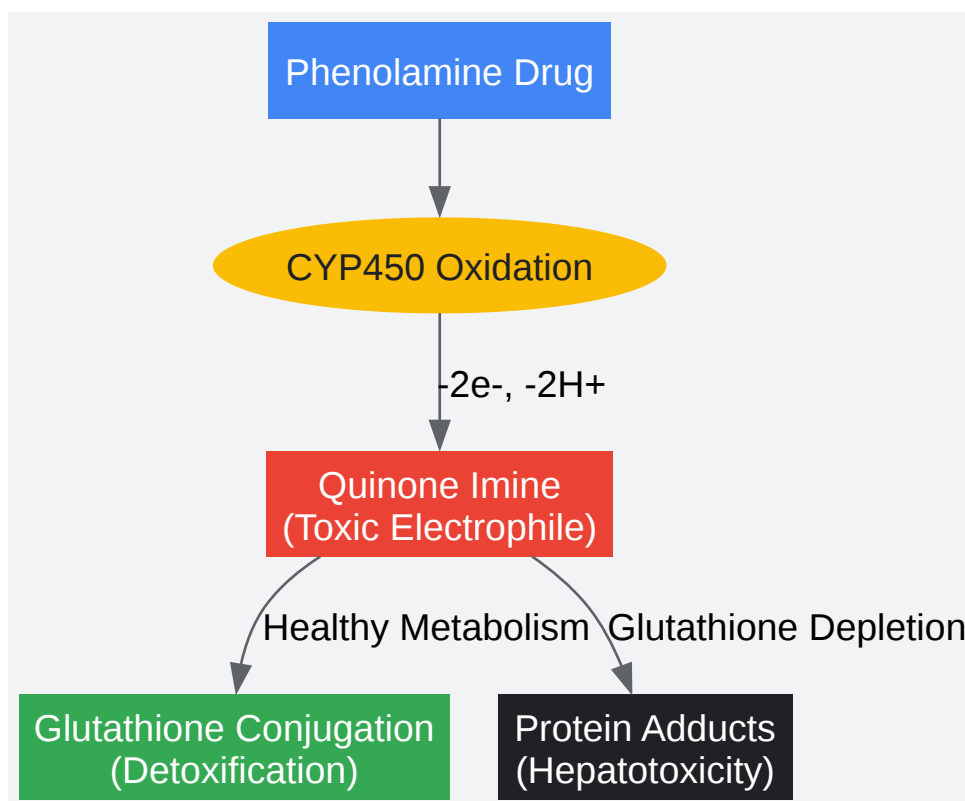 Phenolamine Drug
CYP450 Oxidation
-2e-, -2H+
Quinone Imine
(Toxic Electrophile)
Healthy Metabolism
Glutathione Depletion
Glutathione Conjugation
(Detoxification)
Protein Adducts
(Hepatotoxicity)